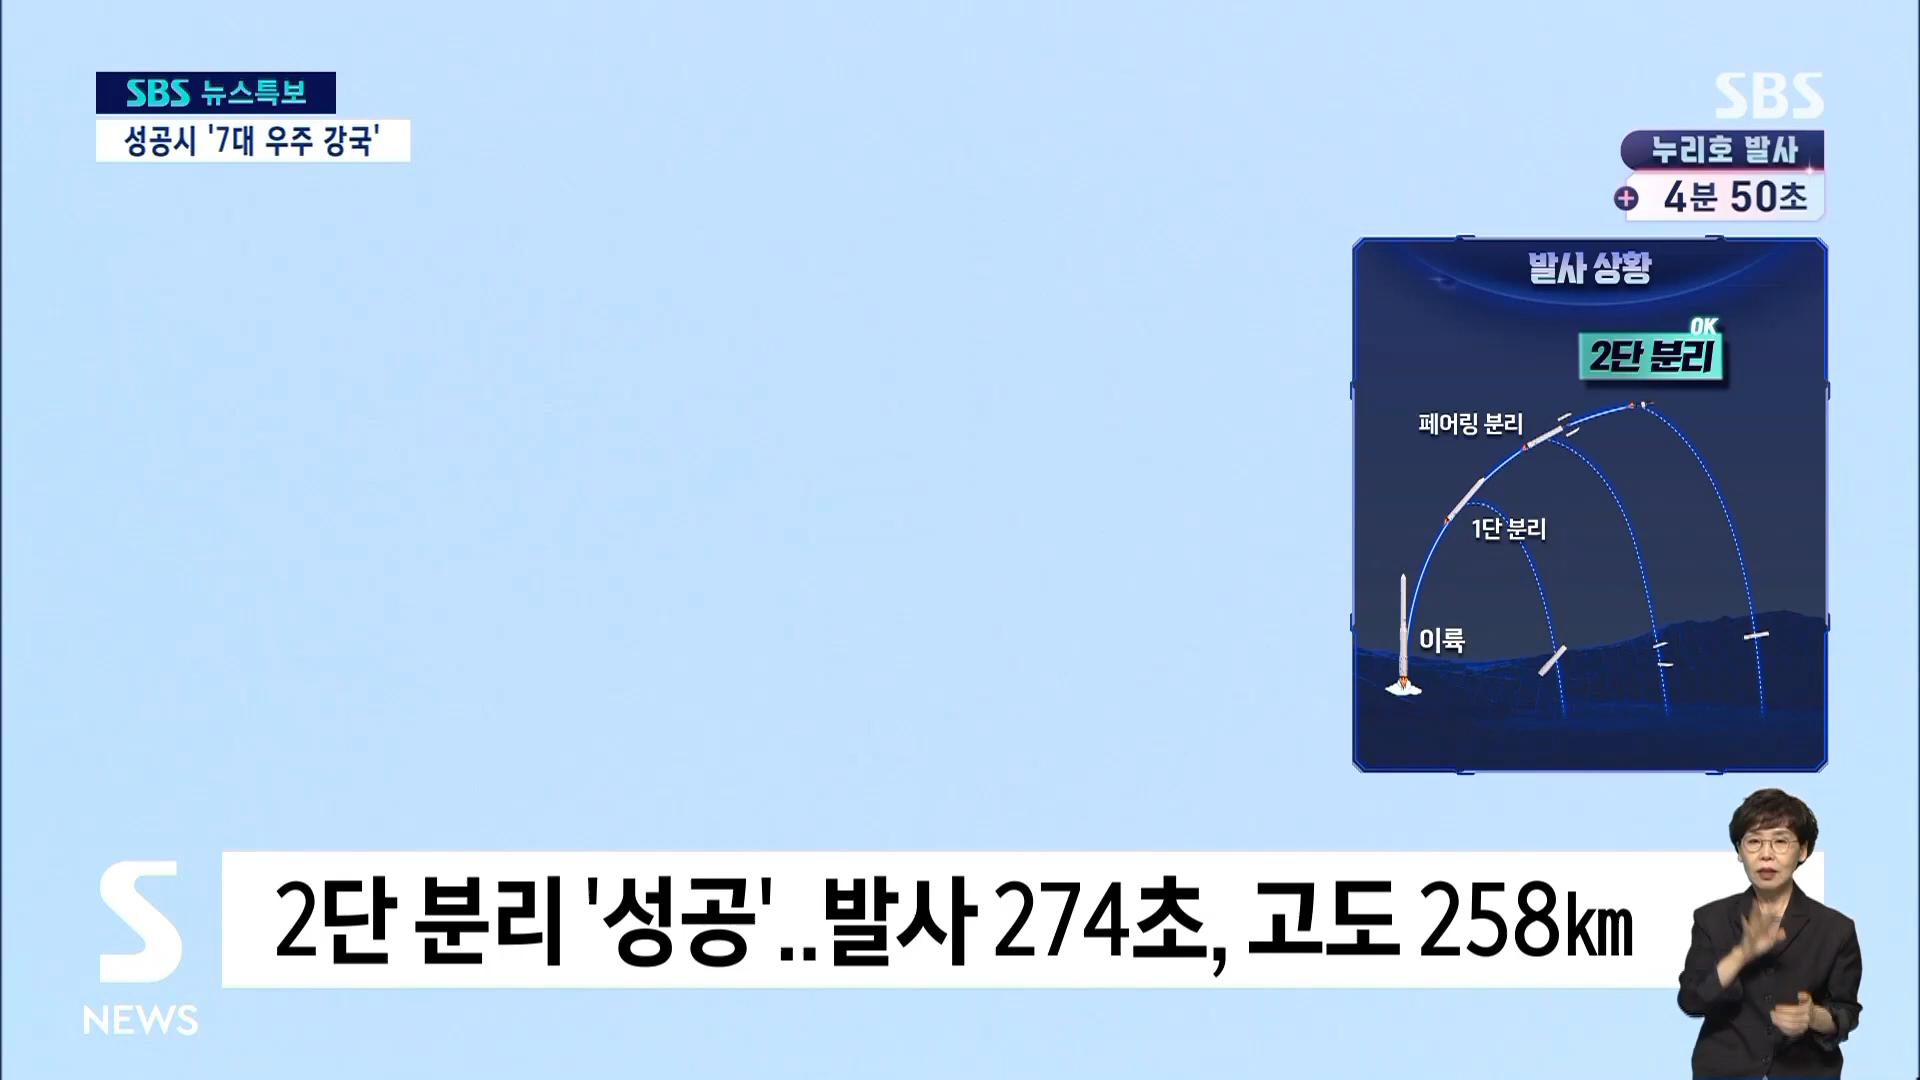 SBS 뉴스특보
성공시 '7대 우주 강국'
SBS
누리호 발사
+ 4분 50초
발사 상황
OK
2단 분리
페어링 분리
1단 분리
이륙
2단 분리 '성공'..발사 274초, 고도 258㎞
S
NEWS